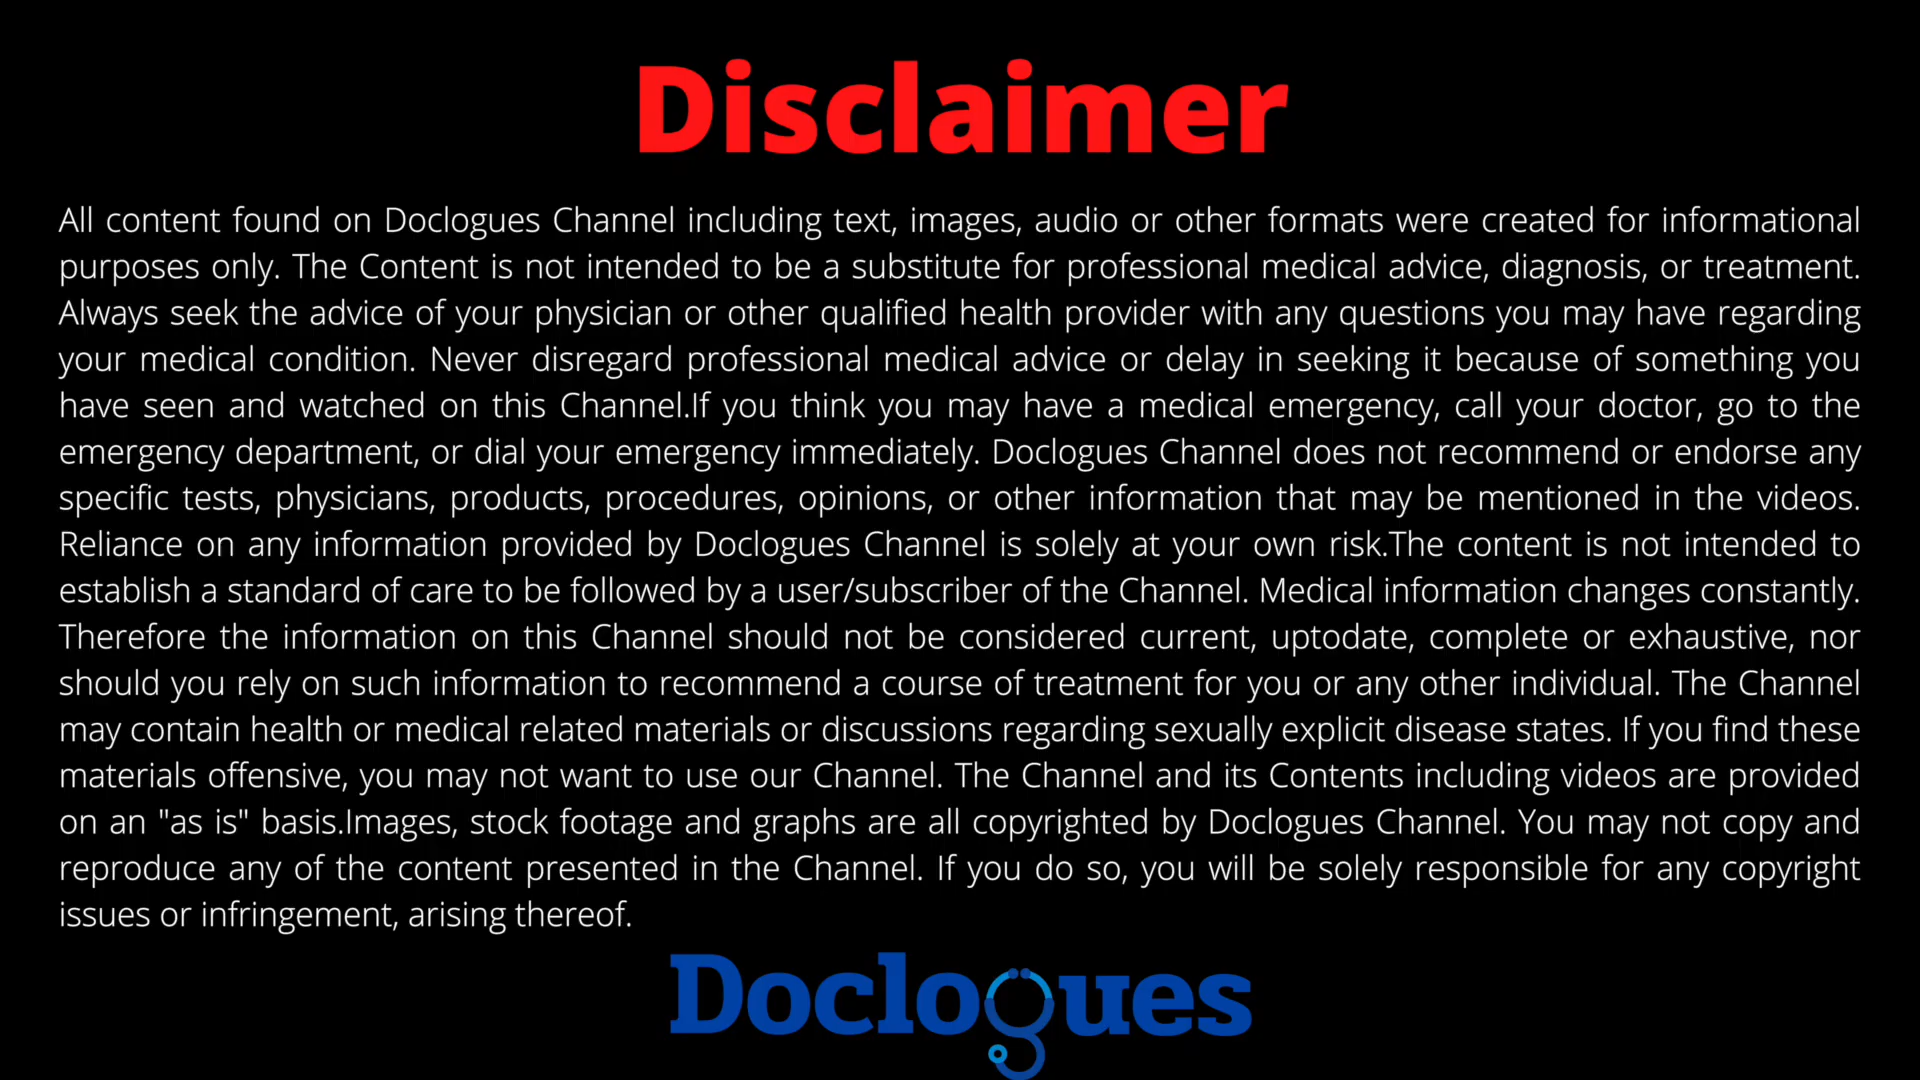 Disclaimer
All content found on Doclogues Channel including text, images, audio or other formats were created for informational
purposes only. The Content is not intended to be a substitute for professional medical advice, diagnosis, or treatment.
Always seek the advice of your physician or other qualified health provider with any questions you may have regarding
your medical condition. Never disregard professional medical advice or delay in seeking it because of something you
have seen and watched on this Channel.If you think you may have a medical emergency, call your doctor, go to the
emergency department, or dial your emergency immediately. Doclogues Channel does not recommend or endorse any
specific tests, physicians, products, procedures, opinions, or other information that may be mentioned in the videos.
Reliance on any information provided by Doclogues Channel is solely at your own risk.The content is not intended to
establish a standard of care to be followed by a user/subscriber of the Channel. Medical information changes constantly.
Therefore the information on this Channel should not be considered current, uptodate, complete or exhaustive, nor
should you rely on such information to recommend a course of treatment for you or any other individual. The Channel
may contain health or medical related materials or discussions regarding sexually explicit disease states. If you find these
materials offensive, you may not want to use our Channel. The Channel and its Contents including videos are provided
on an "as is" basis.Images, stock footage and graphs are all copyrighted by Doclogues Channel. You may not copy and
reproduce any of the content presented in the Channel. If you do so, you will be solely responsible for any copyright
issues or infringement, arising thereof.
Doclogues